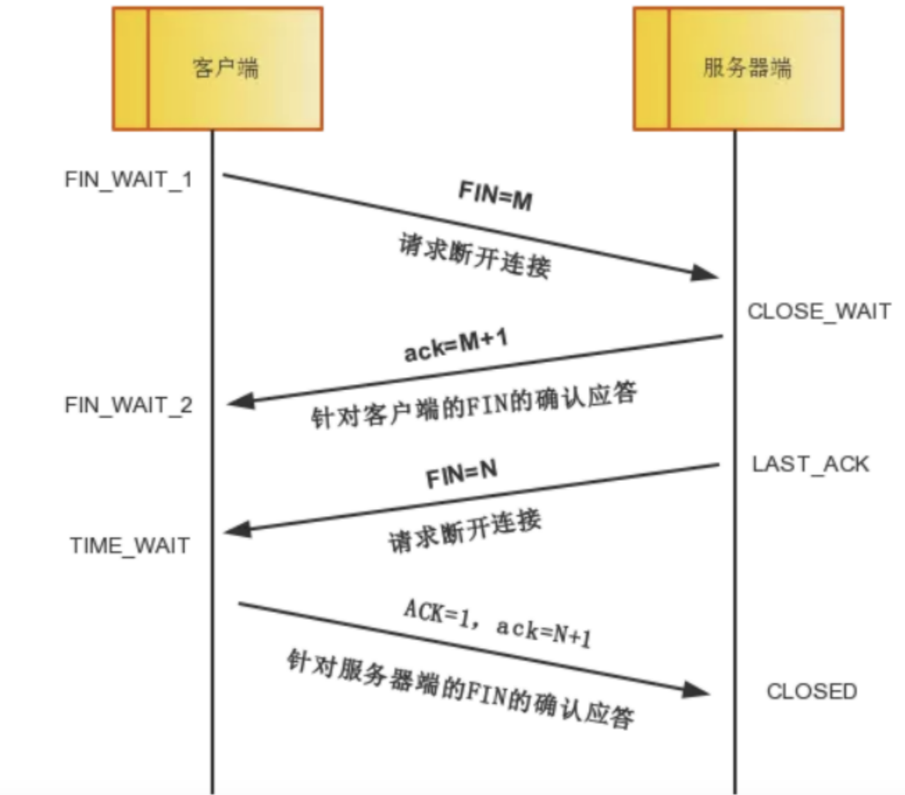 客户端
服务器端
FIN_WAIT_1
FIN=M
请求断开连接
CLOSE_WAIT
ack=M+1
FIN_WAIT_2
针对客户端的FIN的确认应答
LAST_ACK
FIN=N
请求断开连接
TIME_WAIT
ACK=1, ack=N+1
针对服务器端的FIN的确认应答
CLOSED